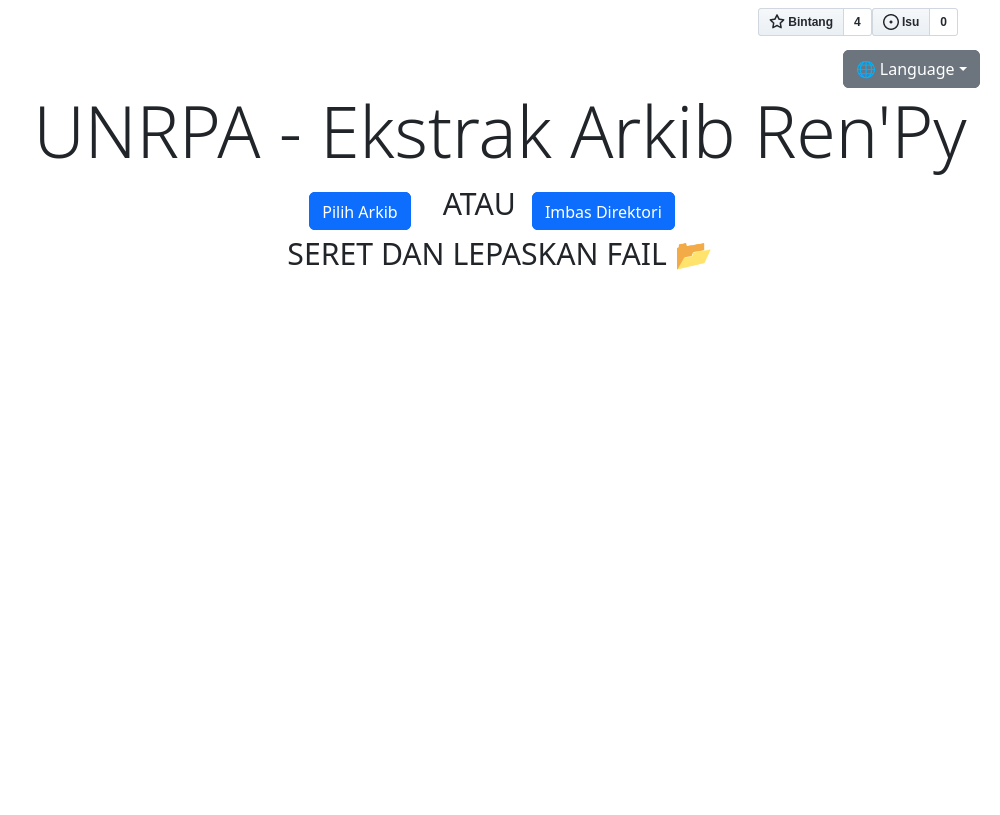 Bintang 4 Isu 0
🌐 Language
UNRPA - Ekstrak Arkib Ren'Py
Pilih Arkib ATAU Imbas Direktori
SERET DAN LEPASKAN FAIL 📂